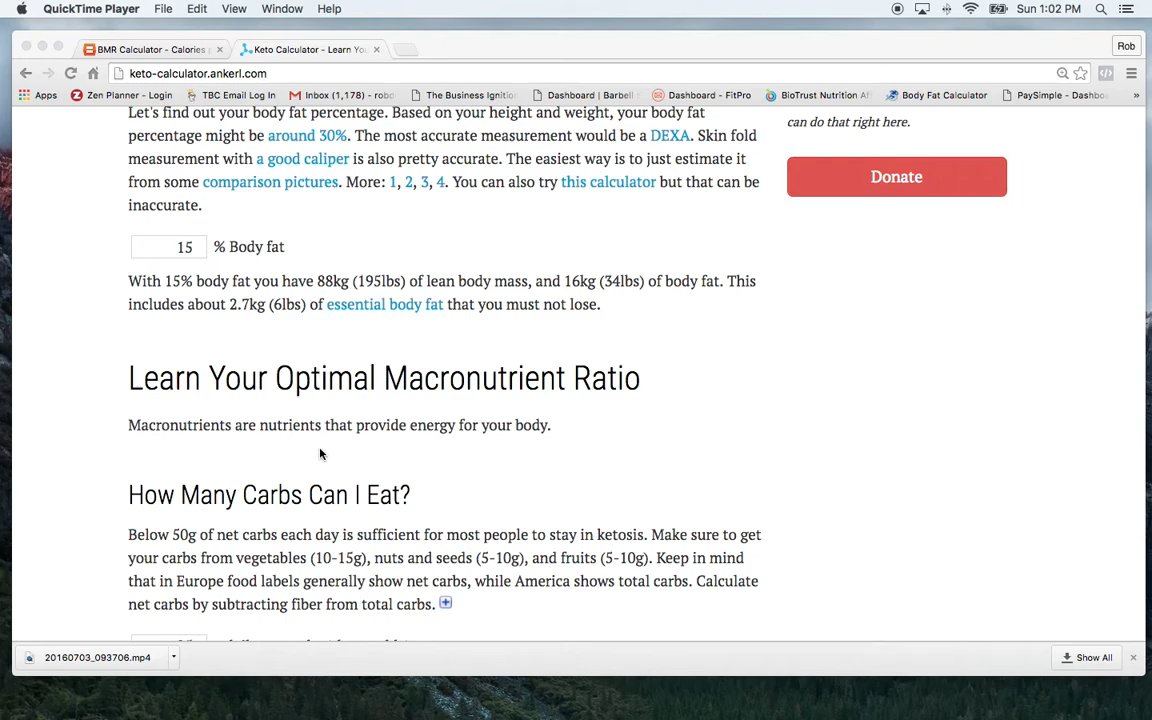 QuickTime Player File Edit View Window Help Sun 1:02 PM
BMR Calculator - Calories
Keto Calculator - Learn You
Rob
keto-calculator.ankerl.com
Apps Zen Planner - Login TBC Email Log In Inbox (1,178) - robo The Business Ignitio Dashboard | Barbell Dashboard - FitPro BioTrust Nutrition Af Body Fat Calculator PaySimple - Dashbo »
Let's find out your body fat percentage. Based on your height and weight, your body fat
percentage might be around 30%. The most accurate measurement would be a DEXA. Skin fold
measurement with a good caliper is also pretty accurate. The easiest way is to just estimate it
from some comparison pictures. More: 1, 2, 3, 4. You can also try this calculator but that can be
inaccurate.
can do that right here.
Donate
15 % Body fat
With 15% body fat you have 88kg (195lbs) of lean body mass, and 16kg (34lbs) of body fat. This
includes about 2.7kg (6lbs) of essential body fat that you must not lose.
Learn Your Optimal Macronutrient Ratio
Macronutrients are nutrients that provide energy for your body.
How Many Carbs Can I Eat?
Below 50g of net carbs each day is sufficient for most people to stay in ketosis. Make sure to get
your carbs from vegetables (10-15g), nuts and seeds (5-10g), and fruits (5-10g). Keep in mind
that in Europe food labels generally show net carbs, while America shows total carbs. Calculate
net carbs by subtracting fiber from total carbs.
20160703_093706.mp4
Show All